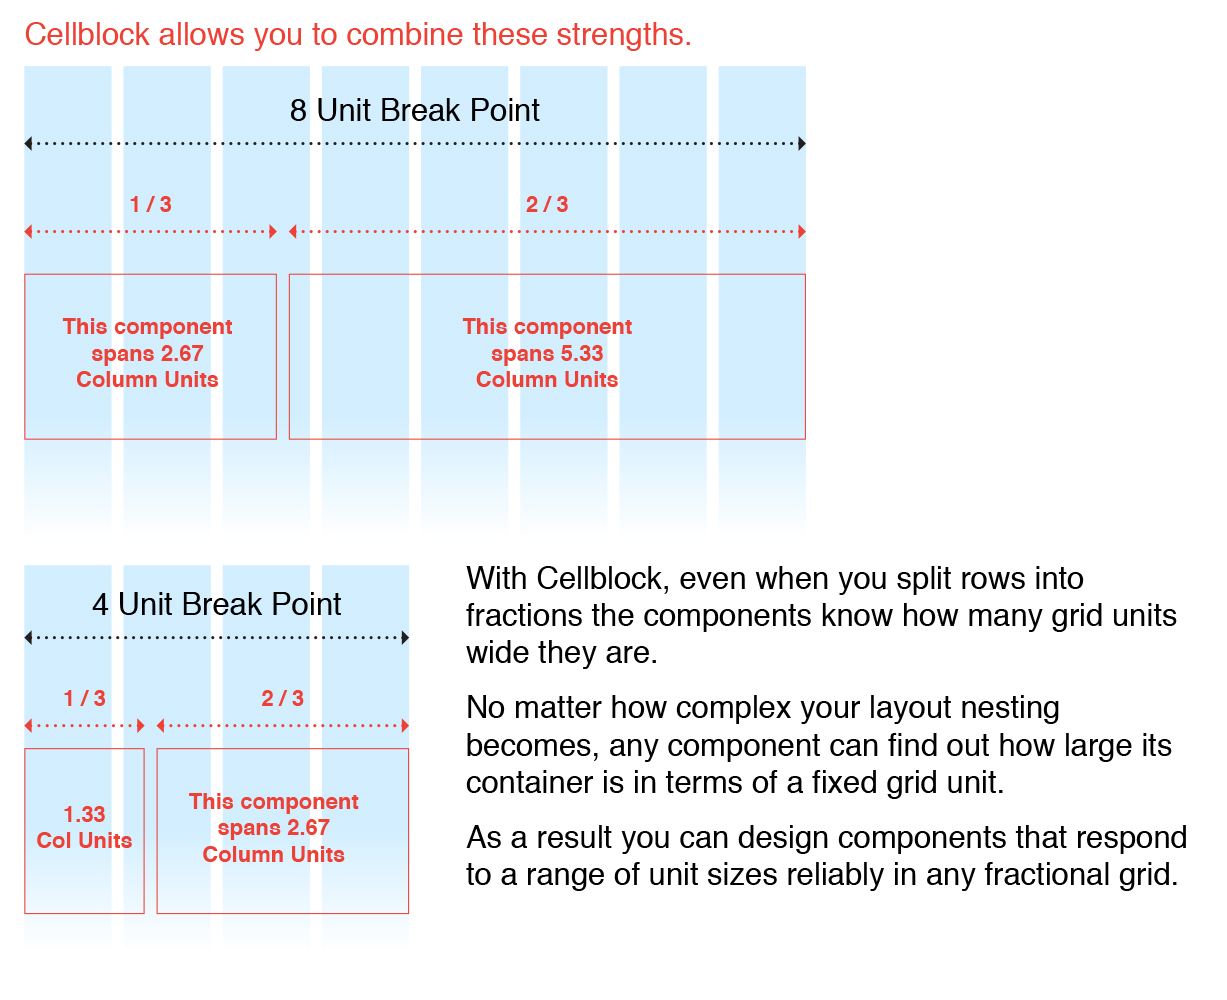 Cellblock allows you to combine these strengths.
8 Unit Break Point
1 / 3
2 / 3
This component
spans 2.67
Column Units
This component
spans 5.33
Column Units
4 Unit Break Point
1 / 3
2 / 3
1.33
Col Units
This component
spans 2.67
Column Units
With Cellblock, even when you split rows into
fractions the components know how many grid units
wide they are.
No matter how complex your layout nesting
becomes, any component can find out how large its
container is in terms of a fixed grid unit.
As a result you can design components that respond
to a range of unit sizes reliably in any fractional grid.